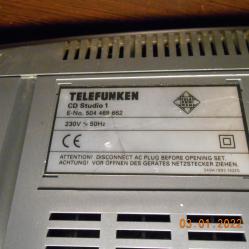 TELEFUNKEN
CD Studio 1
E-No. 504 469 662
230V ~ 50Hz
CE
ATTENTION! DISCONNECT AC PLUG BEFORE OPENING SET.
ACHTUNG! VOR ÖFFNEN DES GERÄTES NETZSTECKER ZIEHEN.
03.01.2022